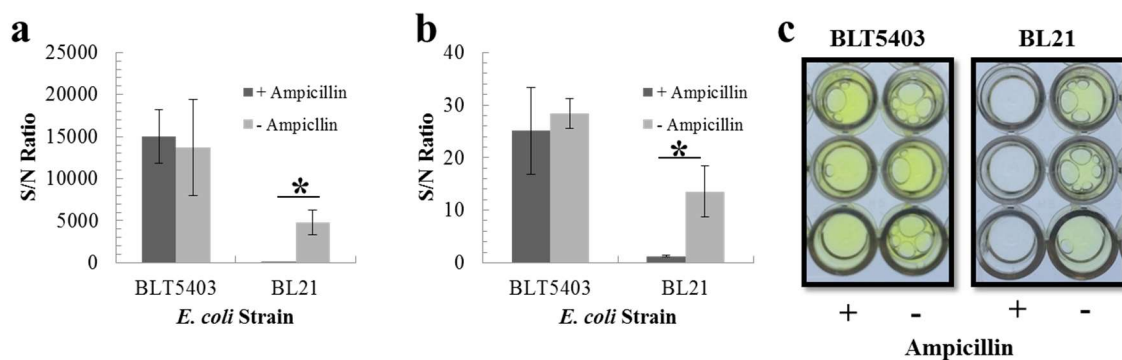 a
25000
20000
15000
10000
5000
0
S/N Ratio
+ Ampicillin
- Ampicllin
*
BLT5403 BL21
E. coli Strain
b
40
30
20
10
0
S/N Ratio
+ Ampicillin
- Ampicillin
*
BLT5403 BL21
E. coli Strain
c
BLT5403 BL21
+ - + -
Ampicillin